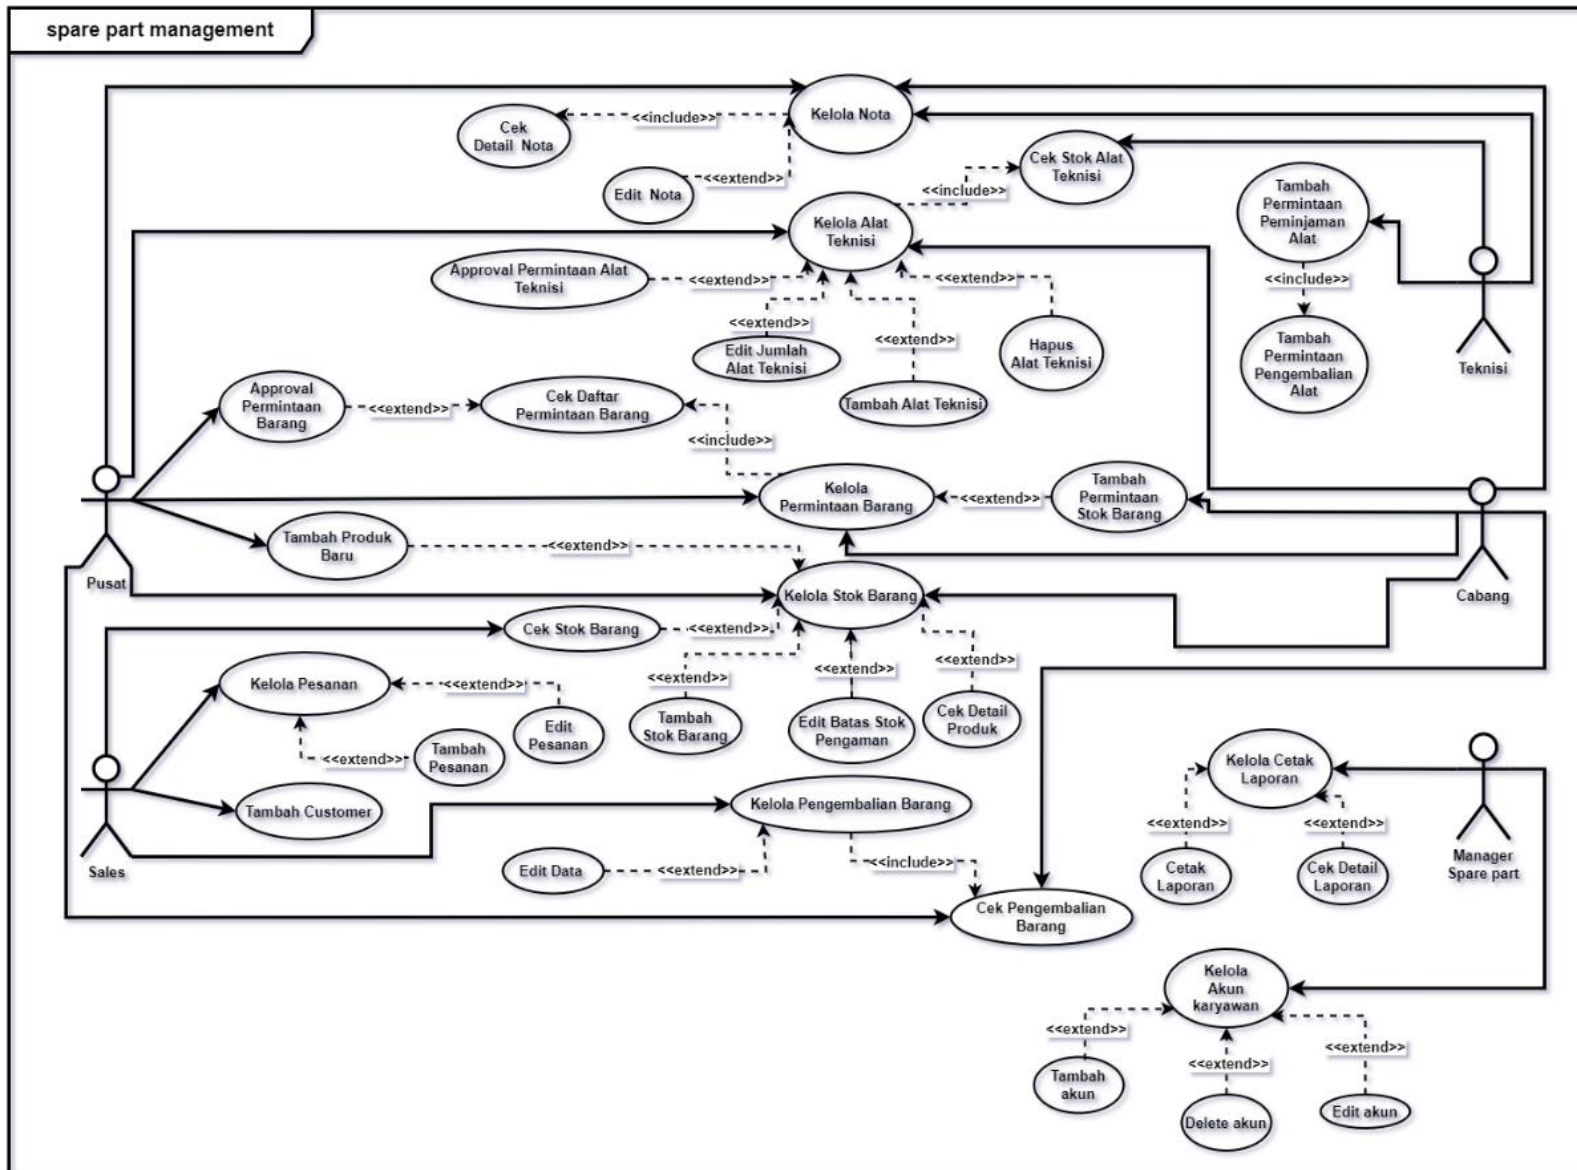 spare part management
Kelola Nota
<<include>>
Cek
Detail Nota
Cek Stok Alat
Teknisi
<<extend>>
Edit Nota
<<include>>
Tambah
Permintaan
Peminjaman
Alat
Kelola Alat
Teknisi
Approval Permintaan Alat
Teknisi
<<extend>>
<<extend>>
<<include>>
<<extend>>
<<extend>>
Edit Jumlah
Alat Teknisi
Hapus
Alat Teknisi
Tambah
Permintaan
Pengembalian
Alat
Teknisi
Approval
Permintaan
Barang
<<extend>>
Cek Daftar
Permintaan Barang
Tambah Alat Teknisi
<<include>>
Kelola
Permintaan Barang
<<extend>>
Tambah
Permintaan
Stok Barang
Tambah Produk
Baru
<<extend>>
Pusat
Kelola Stok Barang
Cabang
Cek Stok Barang
<<extend>>
<<extend>>
<<extend>>
<<extend>>
Kelola Pesanan
<<extend>>
Edit
Pesanan
Tambah
Stok Barang
Edit Batas Stok
Pengaman
Cek Detail
Produk
<<extend>>
Tambah
Pesanan
Kelola Cetak
Laporan
Tambah Customer
Kelola Pengembalian Barang
<<extend>>
<<extend>>
Sales
Edit Data
<<extend>>
<<include>>
Cetak
Laporan
Cek Detail
Laporan
Manager
Spare part
Cek Pengembalian
Barang
Kelola
Akun
karyawan
<<extend>>
<<extend>>
<<extend>>
Tambah
akun
Delete akun
Edit akun